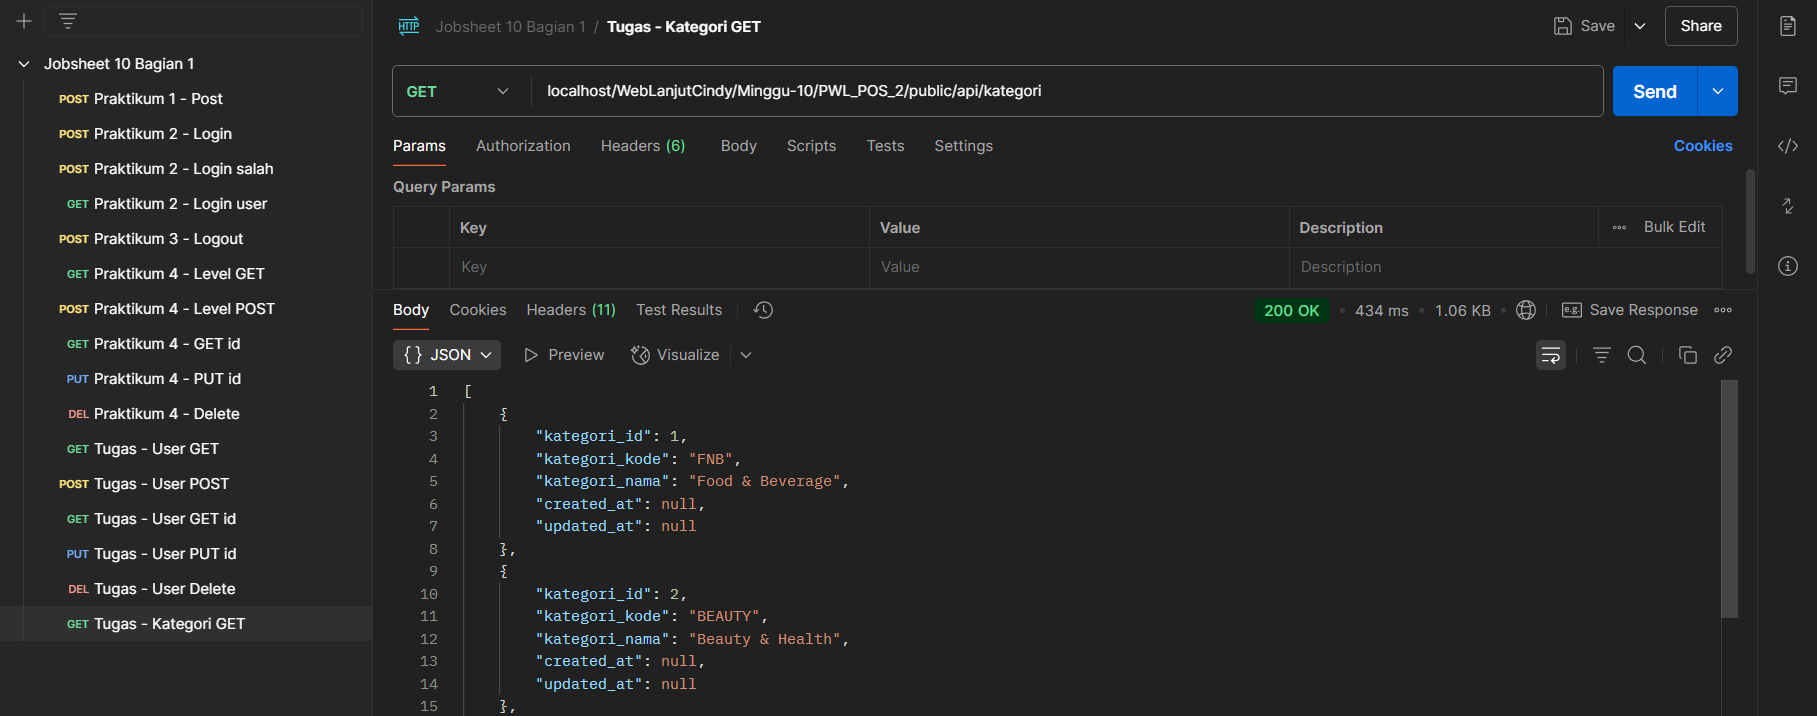 Jobsheet 10 Bagian 1
POST Praktikum 1 - Post
POST Praktikum 2 - Login
POST Praktikum 2 - Login salah
GET Praktikum 2 - Login user
POST Praktikum 3 - Logout
GET Praktikum 4 - Level GET
POST Praktikum 4 - Level POST
GET Praktikum 4 - GET id
PUT Praktikum 4 - PUT id
DEL Praktikum 4 - Delete
GET Tugas - User GET
POST Tugas - User POST
GET Tugas - User GET id
PUT Tugas - User PUT id
DEL Tugas - User Delete
GET Tugas - Kategori GET
HTTP Jobsheet 10 Bagian 1 / Tugas - Kategori GET
Save
Share
GET localhost/WebLanjutCindy/Minggu-10/PWL_POS_2/public/api/kategori
Send
Params Authorization Headers (6) Body Scripts Tests Settings Cookies
Query Params
Key Value Description Bulk Edit
Key Value Description
Body Cookies Headers (11) Test Results 200 OK • 434 ms • 1.06 KB • e.g. Save Response
{} JSON Preview Visualize
1 [
2 {
3 "kategori_id": 1,
4 "kategori_kode": "FNB",
5 "kategori_nama": "Food & Beverage",
6 "created_at": null,
7 "updated_at": null
8 },
9 {
10 "kategori_id": 2,
11 "kategori_kode": "BEAUTY",
12 "kategori_nama": "Beauty & Health",
13 "created_at": null,
14 "updated_at": null
15 },